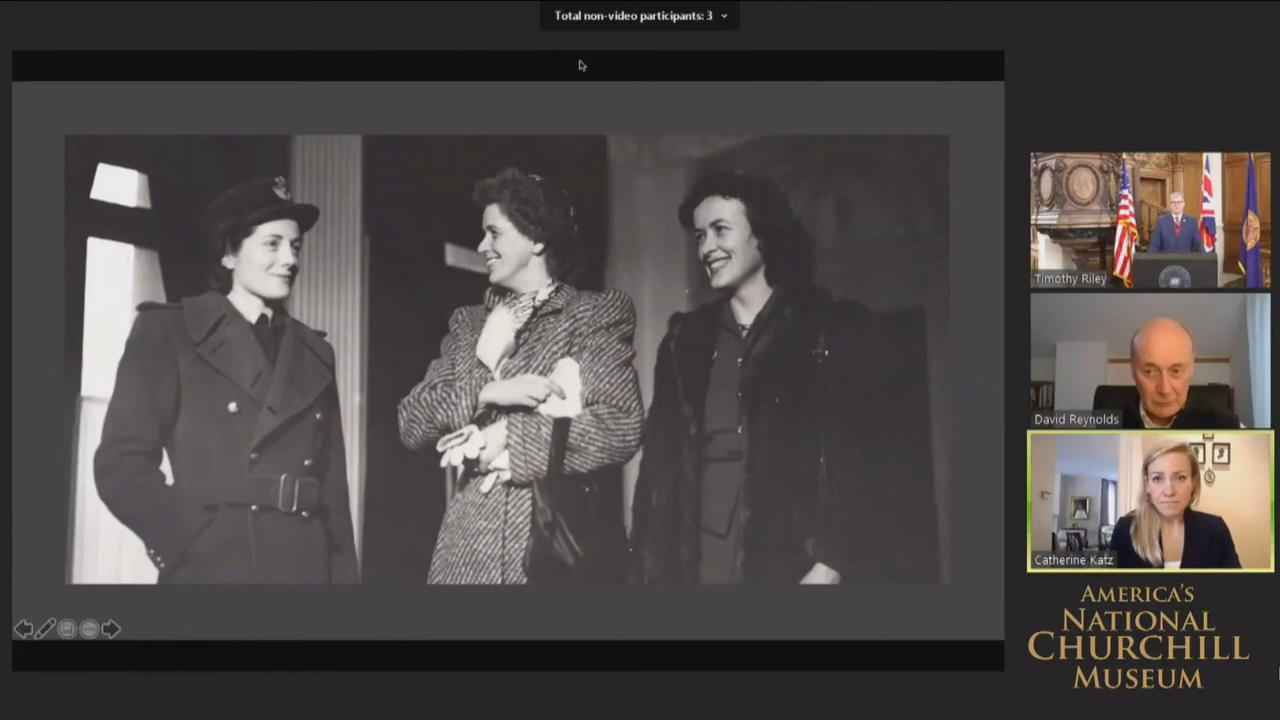 Total non-video participants: 3
Timothy Riley
David Reynolds
Catherine Katz
AMERICA'S
NATIONAL
CHURCHILL
MUSEUM